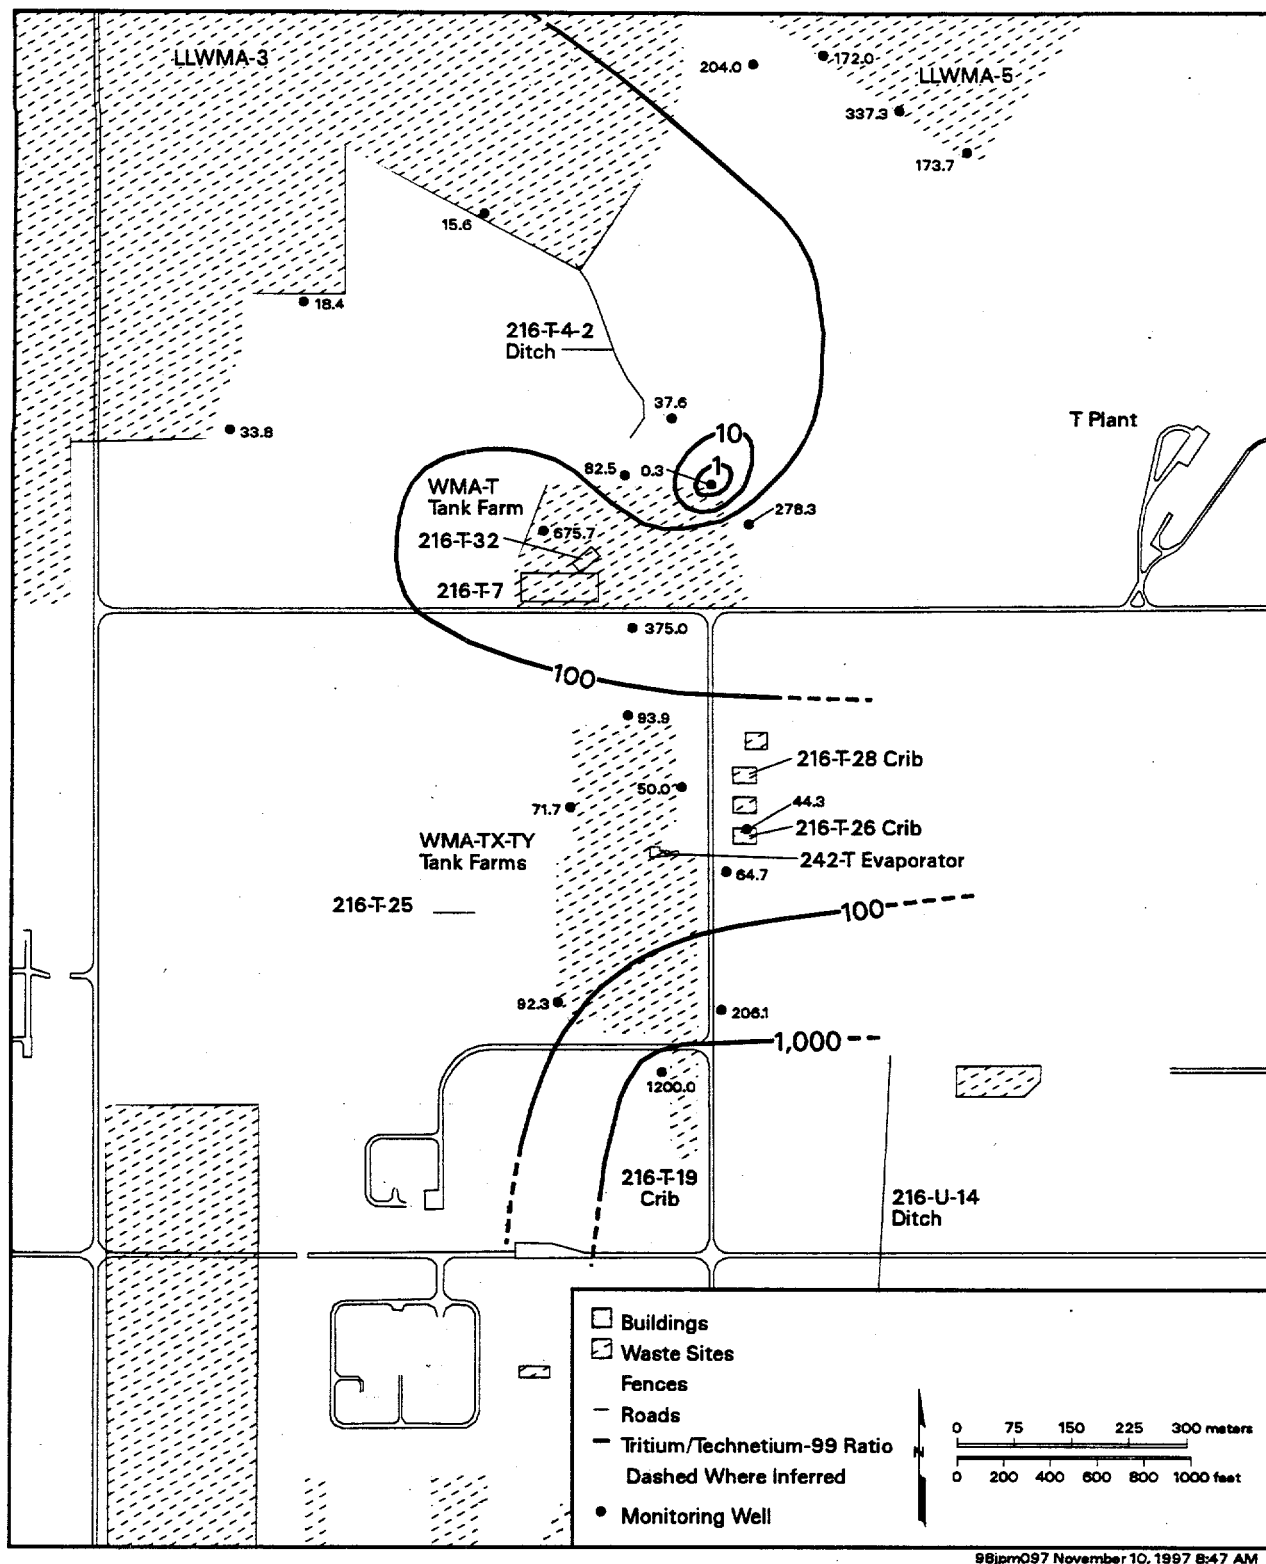 LLWMA-3
204.0
172.0
LLWMA-5
337.3
173.7
15.6
18.4
216-T-4-2
Ditch
37.6
T Plant
33.8
10
82.5
0.3
1
WMA-T
Tank Farm
278.3
675.7
216-T-32
216-T-7
375.0
100
93.9
216-T-28 Crib
50.0
44.3
71.7
216-T-26 Crib
WMA-TX-TY
Tank Farms
242-T Evaporator
64.7
216-T-25
100
92.3
206.1
1,000
1200.0
216-T-19
Crib
216-U-14
Ditch
Buildings
Waste Sites
Fences
Roads
Tritium/Technetium-99 Ratio
Dashed Where Inferred
Monitoring Well
N
0 75 150 225 300 meters
0 200 400 600 800 1000 feet
98jpm097 November 10, 1997 8:47 AM